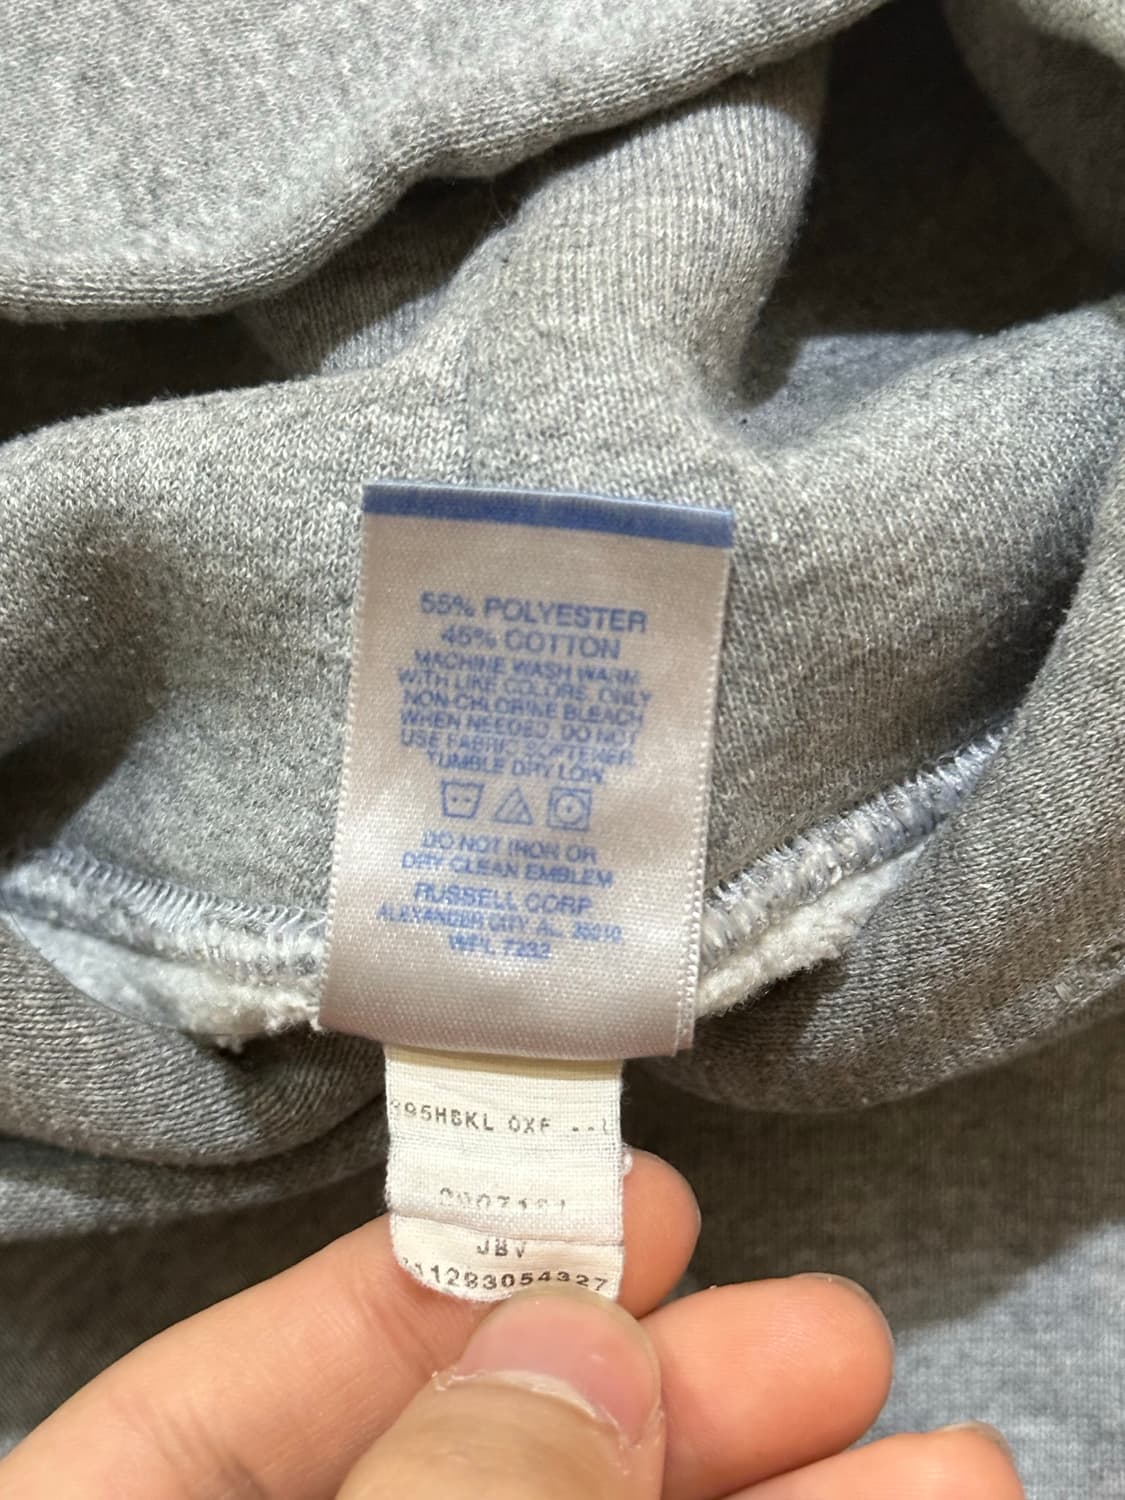 55% POLYESTER
45% COTTON
MACHINE WASH WARM
WITH LIKE COLORS. ONLY
NON-CHLORINE BLEACH
WHEN NEEDED. DO NOT
USE FABRIC SOFTENER.
TUMBLE DRY LOW.
DO NOT IRON OR
DRY CLEAN EMBLEM
RUSSELL CORP.
ALEXANDER CITY, AL. 35010
WPL 7232
OXF --L
JBV